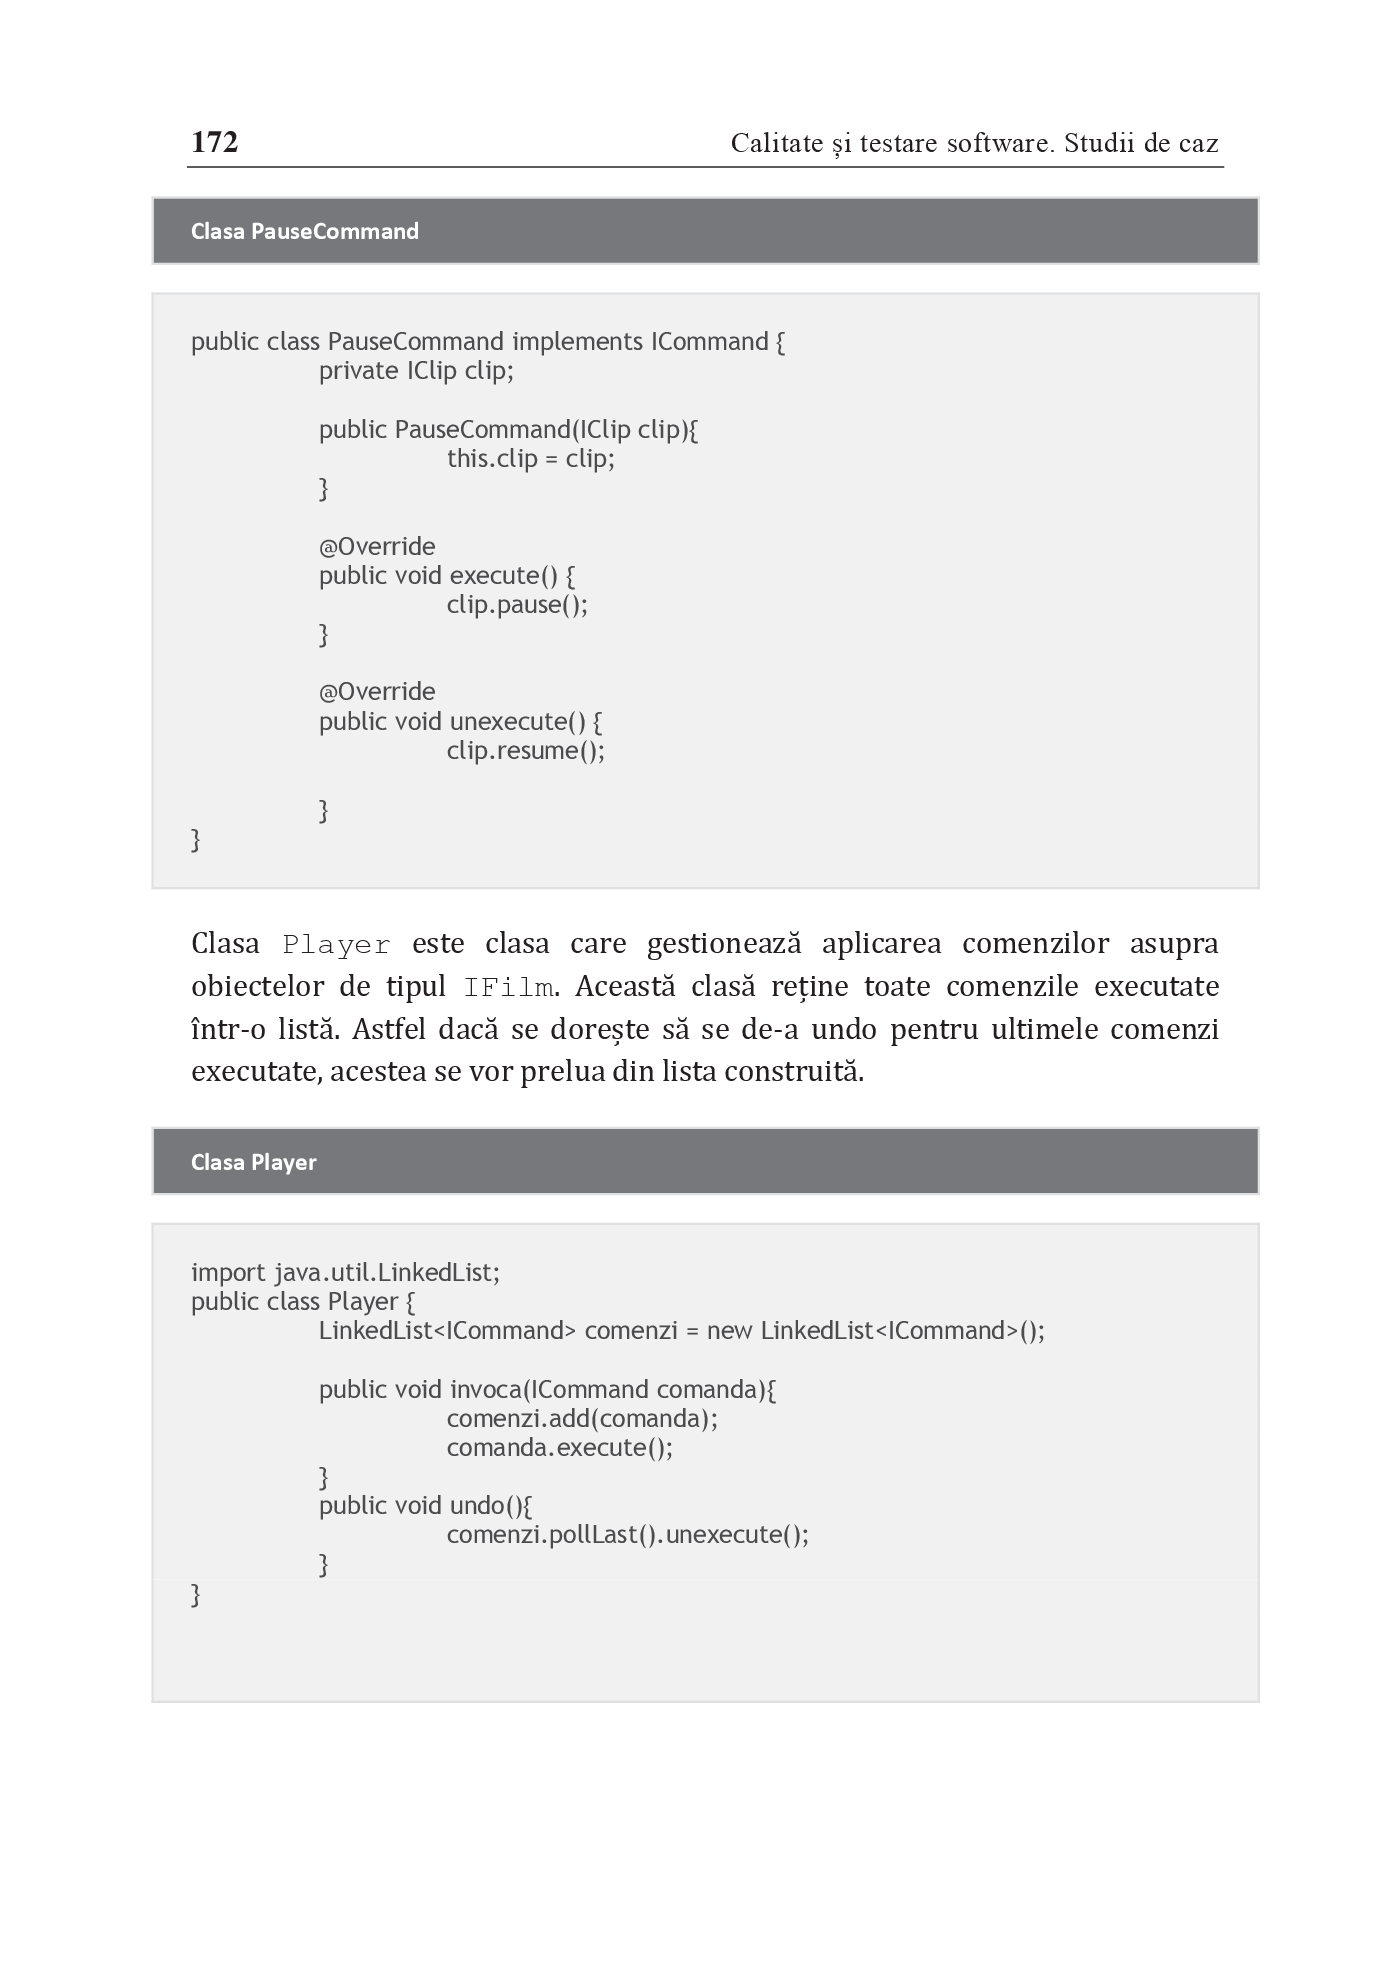 172 Calitate și testare software. Studii de caz
Clasa PauseCommand
public class PauseCommand implements ICommand {
private IClip clip;
public PauseCommand(IClip clip){
this.clip = clip;
}
@Override
public void execute() {
clip.pause();
}
@Override
public void unexecute() {
clip.resume();
}
}
Clasa Player este clasa care gestionează aplicarea comenzilor asupra
obiectelor de tipul IFilm. Această clasă reține toate comenzile executate
într-o listă. Astfel dacă se dorește să se de-a undo pentru ultimele comenzi
executate, acestea se vor prelua din lista construită.
Clasa Player
import java.util.LinkedList;
public class Player {
LinkedList<ICommand> comenzi = new LinkedList<ICommand>();
public void invoca(ICommand comanda){
comenzi.add(comanda);
comanda.execute();
}
public void undo(){
comenzi.pollLast().unexecute();
}
}